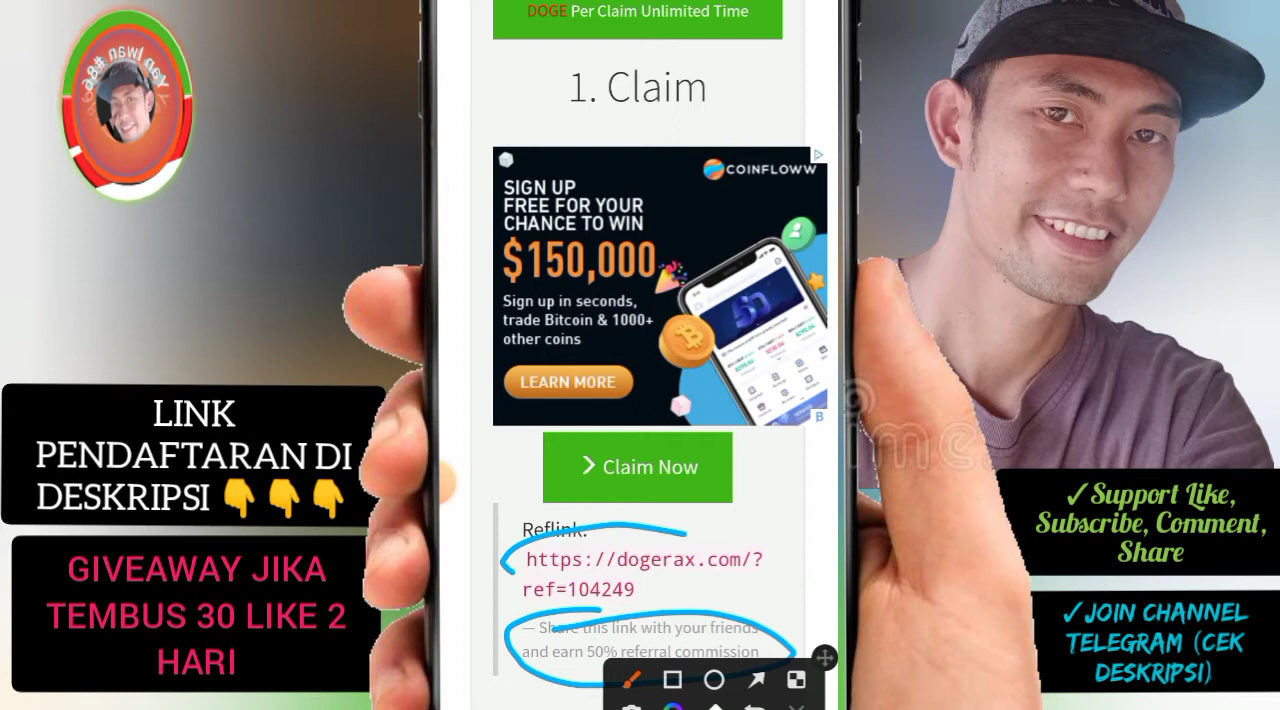 DOGE Per Claim Unlimited Time
1. Claim
COINFLOWW
SIGN UP
FREE FOR YOUR
CHANCE TO WIN
$150,000
Sign up in seconds,
trade Bitcoin & 1000+
other coins
LEARN MORE
B
> Claim Now
Reflink:
https://dogerax.com/?
ref=104249
— Share this link with your friends
and earn 50% referral commission
LINK
PENDAFTARAN DI
DESKRIPSI 👇👇👇
GIVEAWAY JIKA
TEMBUS 30 LIKE 2
HARI
✓Support Like,
Subscribe, Comment,
Share
✓JOIN CHANNEL
TELEGRAM (CEK
DESKRIPSI)